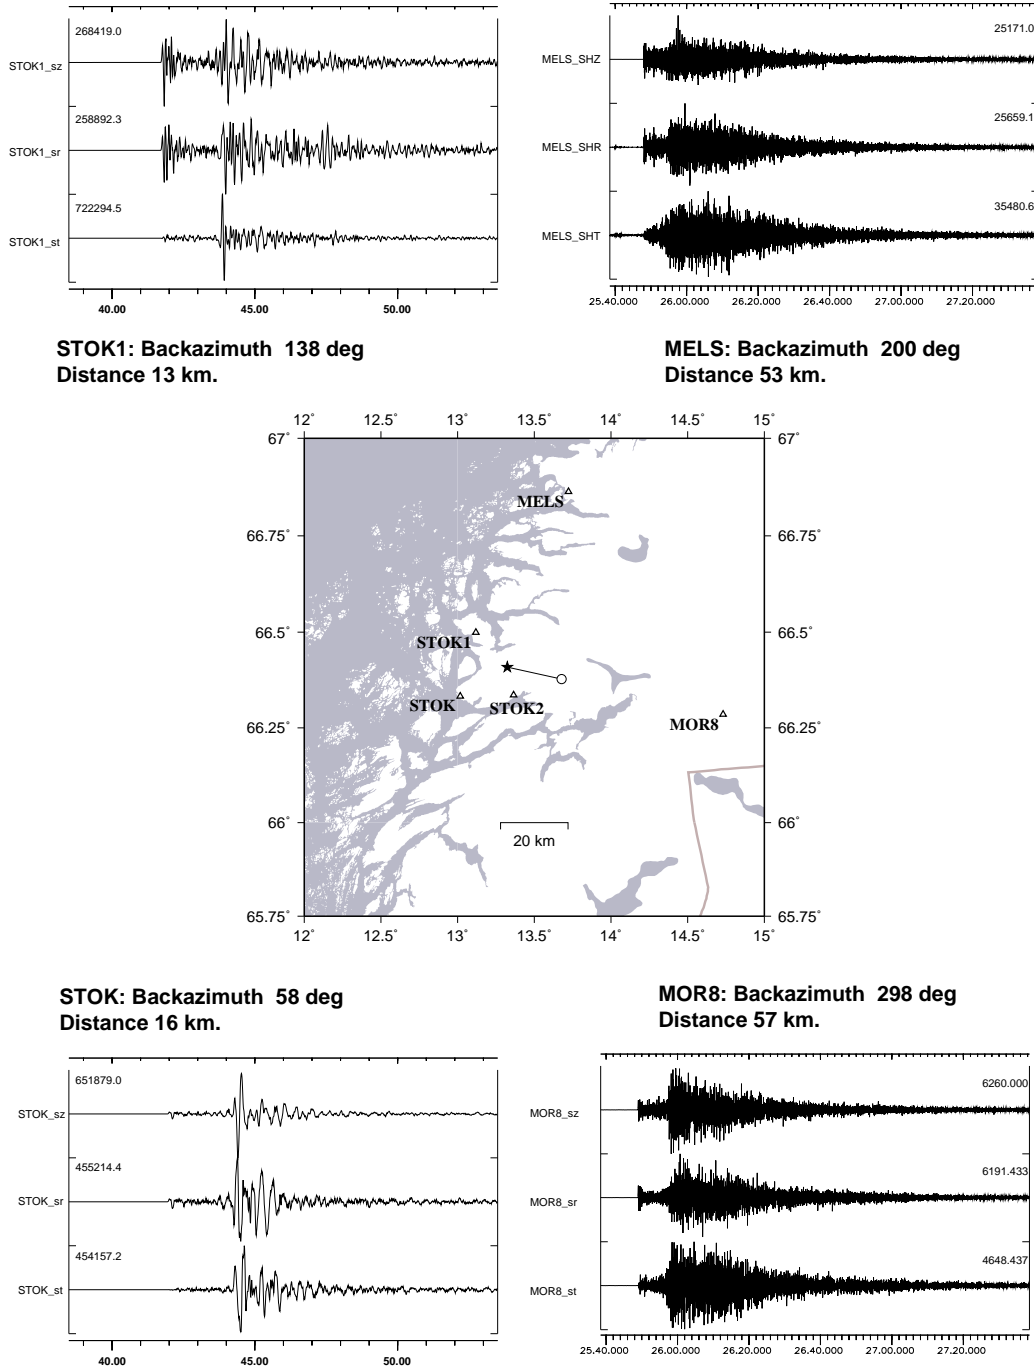 268419.0
STOK1_sz
258892.3
STOK1_sr
722294.5
STOK1_st
40.00 45.00 50.00
25171.0
MELS_SHZ
25659.1
MELS_SHR
35480.6
MELS_SHT
25.40.000 26.00.000 26.20.000 26.40.000 27.00.000 27.20.000
STOK1: Backazimuth 138 deg
Distance 13 km.
MELS: Backazimuth 200 deg
Distance 53 km.
12˚ 12.5˚ 13˚ 13.5˚ 14˚ 14.5˚ 15˚
67˚ 67˚
MELS
66.75˚ 66.75˚
66.5˚ 66.5˚
STOK1
STOK
STOK2
MOR8
66.25˚ 66.25˚
66˚ 66˚
20 km
65.75˚ 65.75˚
12˚ 12.5˚ 13˚ 13.5˚ 14˚ 14.5˚ 15˚
STOK: Backazimuth 58 deg
Distance 16 km.
MOR8: Backazimuth 298 deg
Distance 57 km.
651879.0
STOK_sz
455214.4
STOK_sr
454157.2
STOK_st
40.00 45.00 50.00
6260.000
MOR8_sz
6191.433
MOR8_sr
4648.437
MOR8_st
25.40.000 26.00.000 26.20.000 26.40.000 27.00.000 27.20.000